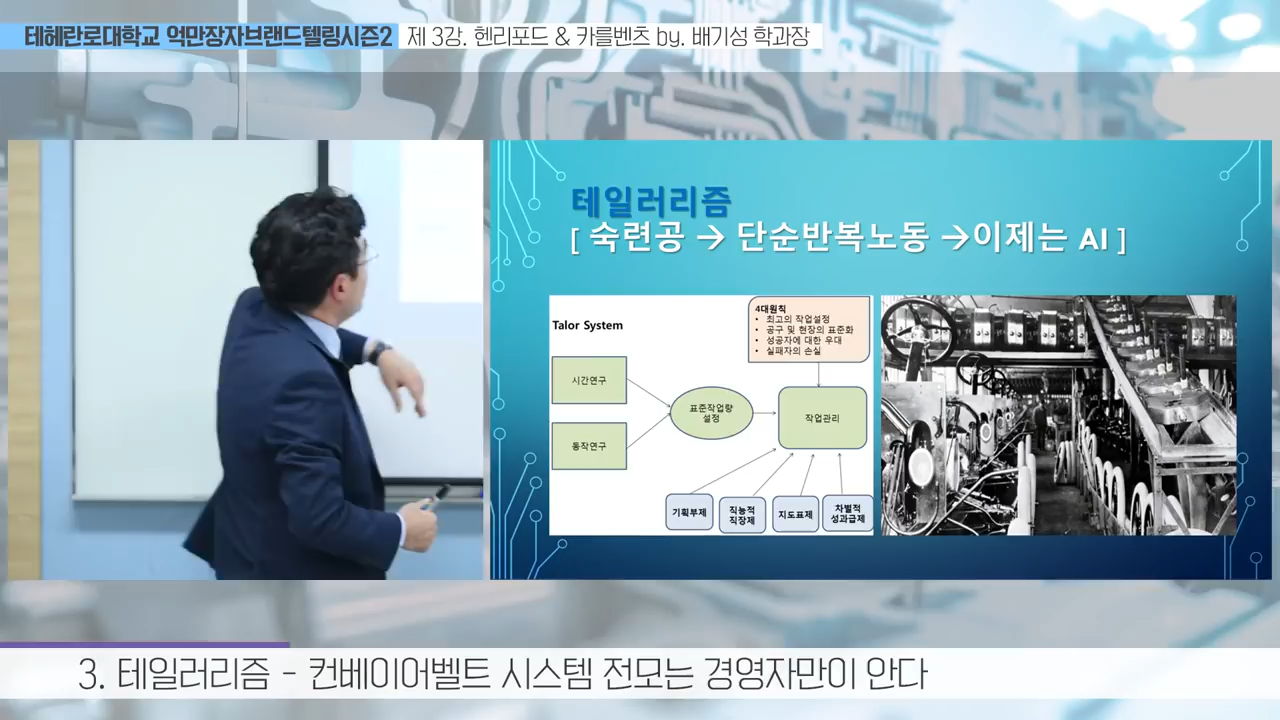 테헤란로대학교 억만장자브랜드텔링시즌2 제 3강. 헨리포드 & 카를벤츠 by. 배기성 학과장
테일러리즘
[ 숙련공 → 단순반복노동 →이제는 AI ]
Talor System
4대원칙
• 최고의 작업설정
• 공구 및 현장의 표준화
• 성공자에 대한 우대
• 실패자의 손실
시간연구
동작연구
표준작업량
설정
작업관리
기획부제
직능적
직장제
지도표제
차별적
성과급제
3. 테일러리즘 - 컨베이어벨트 시스템 전모는 경영자만이 안다